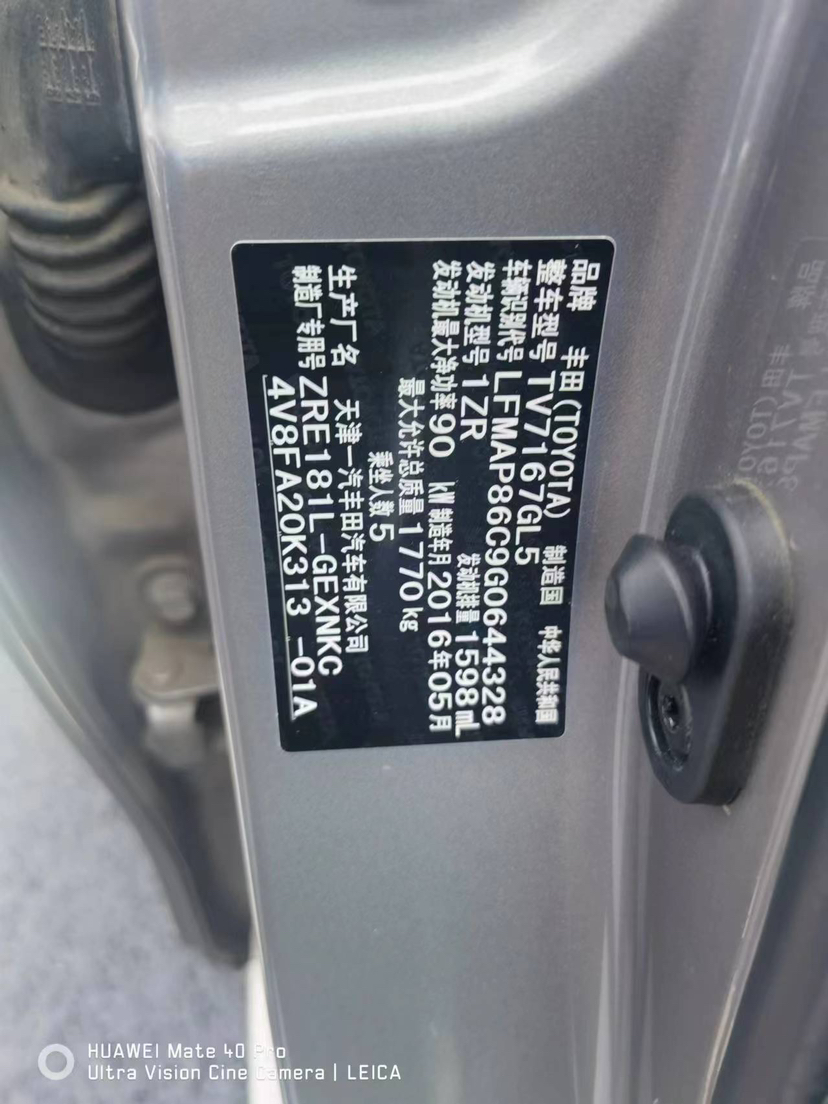 品牌 丰田(TOYOTA) 制造国 中华人民共和国
整车型号 TV7167GL5
车辆识别代号 LFMAP86C9G0644328
发动机型号 1ZR 发动机排量 1598 mL
发动机最大净功率 90 kW 制造年月 2016年05月
最大允许总质量 1770 kg
乘坐人数 5
生产厂名 天津一汽丰田汽车有限公司
制造厂专用号 ZRE181L-GEXNKC
4V8FA20K313 -01A
HUAWEI Mate 40 Pro
Ultra Vision Cine Camera | LEICA